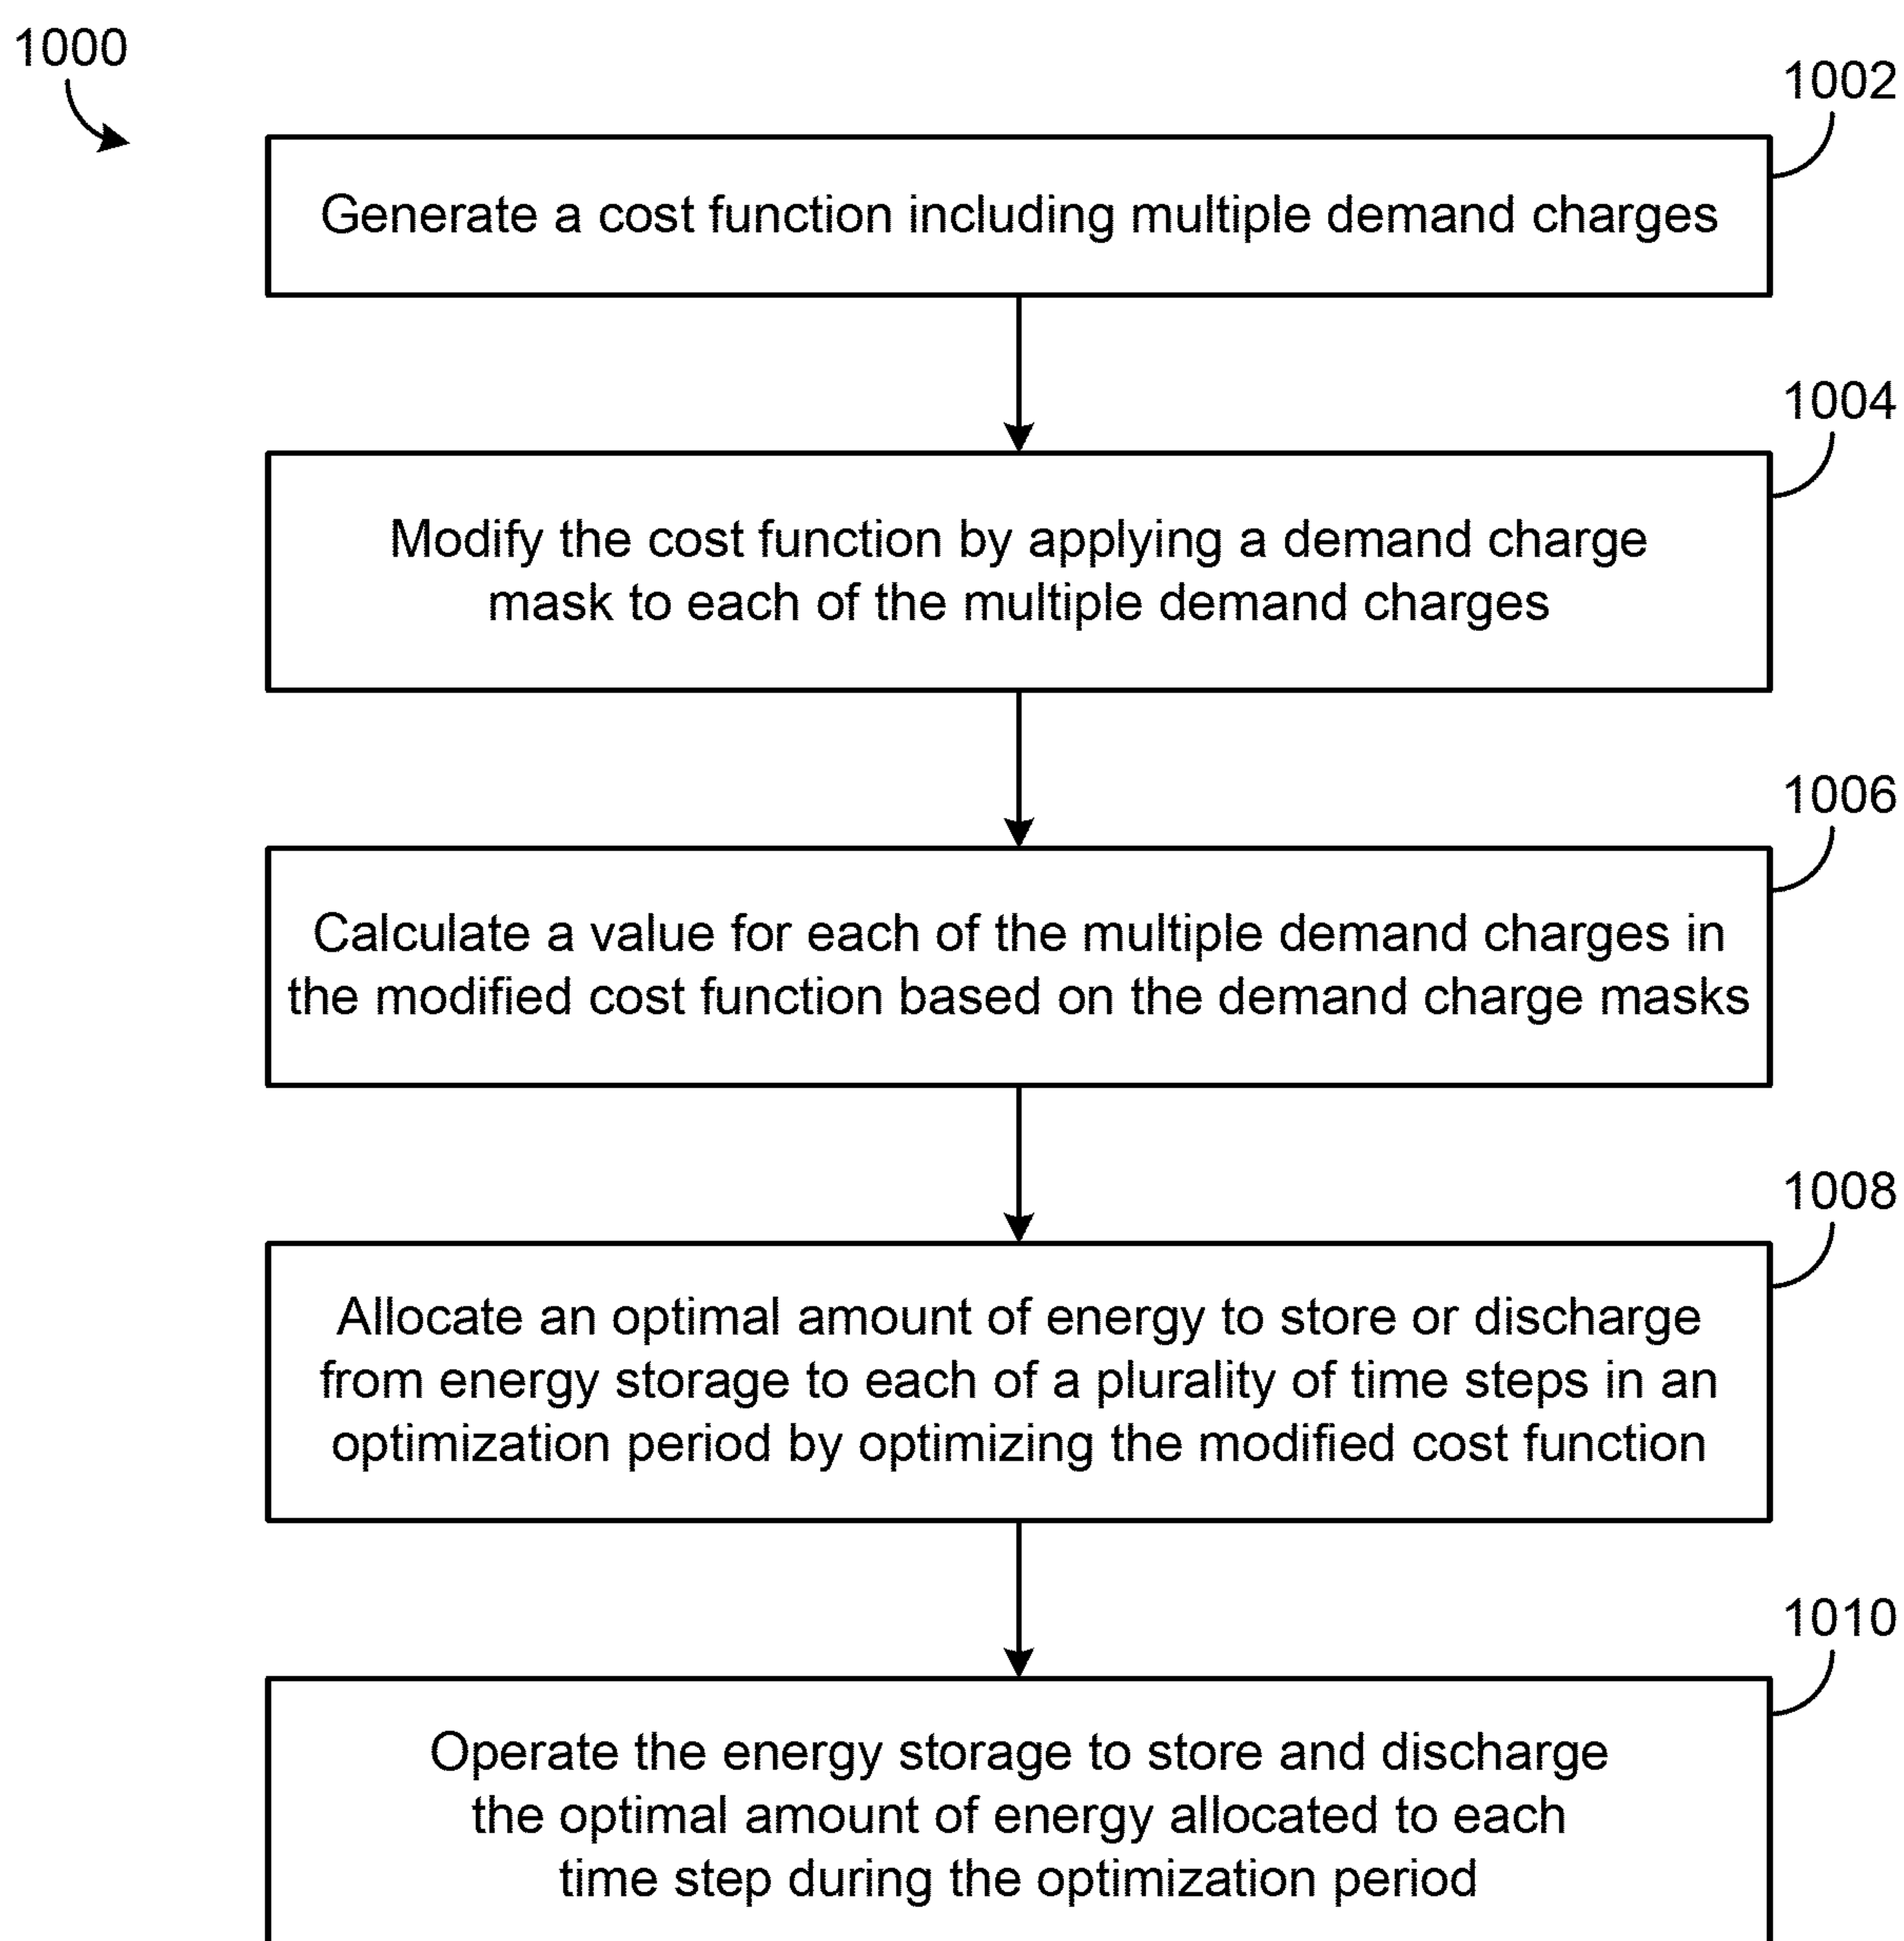 1000
1002
Generate a cost function including multiple demand charges
1004
Modify the cost function by applying a demand charge
mask to each of the multiple demand charges
1006
Calculate a value for each of the multiple demand charges in
the modified cost function based on the demand charge masks
1008
Allocate an optimal amount of energy to store or discharge
from energy storage to each of a plurality of time steps in an
optimization period by optimizing the modified cost function
1010
Operate the energy storage to store and discharge
the optimal amount of energy allocated to each
time step during the optimization period